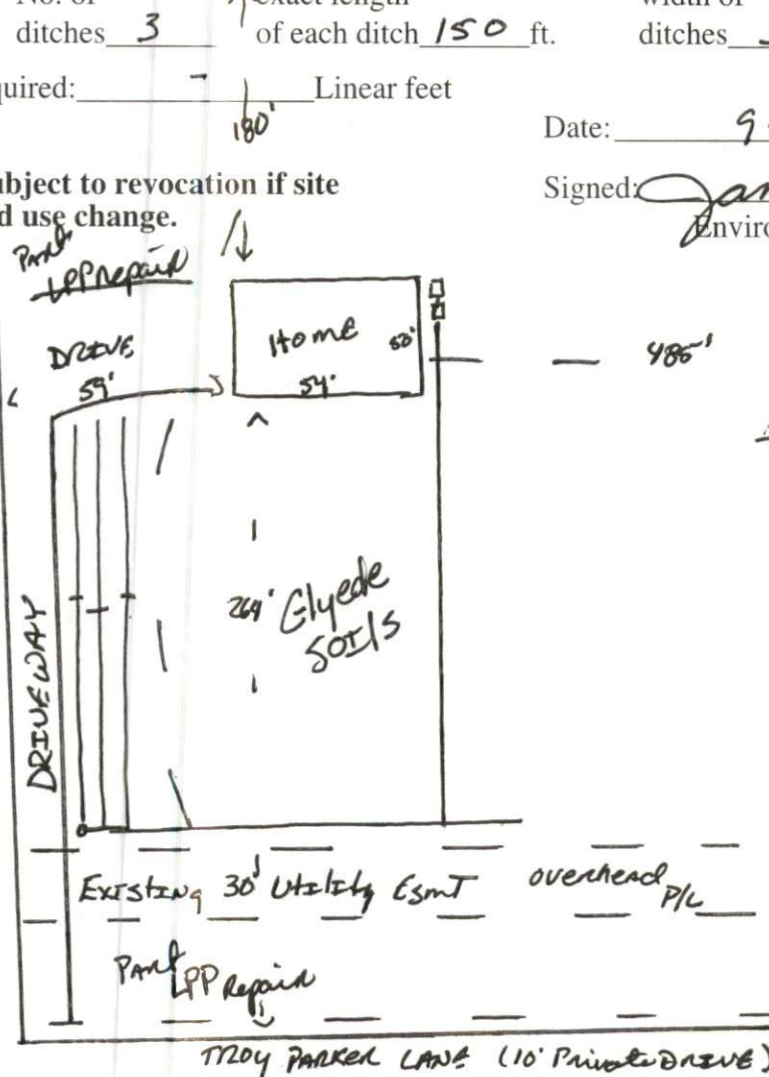 No. of exact length width of
ditches 3 of each ditch 150 ft. ditches
quired: - Linear feet
180'
Date: 9
ubject to revocation if site
Signed: Jam
d use change.
Enviro
Part
LPP Repair
DRIVE
59'
Home
50'
54'
485'
264'
Glyede
SOIls
DRIVEWAY
ExistIng 30' UtIlIty EsmT overhead P/L
Part LPP Repair
TROY PARKER LANE (10' Private DRIVE)